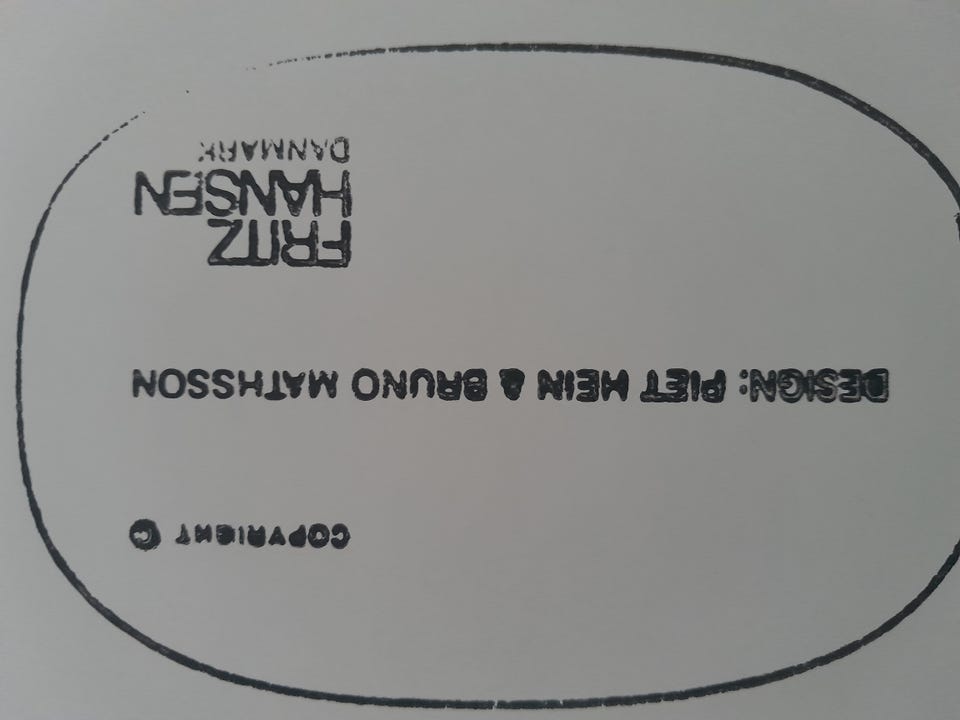 COPYRIGHT ©
DESIGN: PIET HEIN & BRUNO MATHSSON
FRITZ
HANSEN
DANMARK